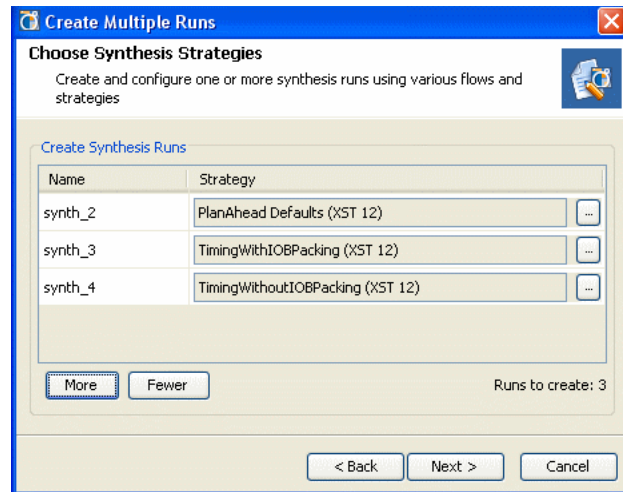 Create Multiple Runs
Choose Synthesis Strategies
Create and configure one or more synthesis runs using various flows and
strategies
Create Synthesis Runs
Name Strategy
synth_2 PlanAhead Defaults (XST 12) ...
synth_3 TimingWithIOBPacking (XST 12) ...
synth_4 TimingWithoutIOBPacking (XST 12) ...
More Fewer Runs to create: 3
< Back Next > Cancel